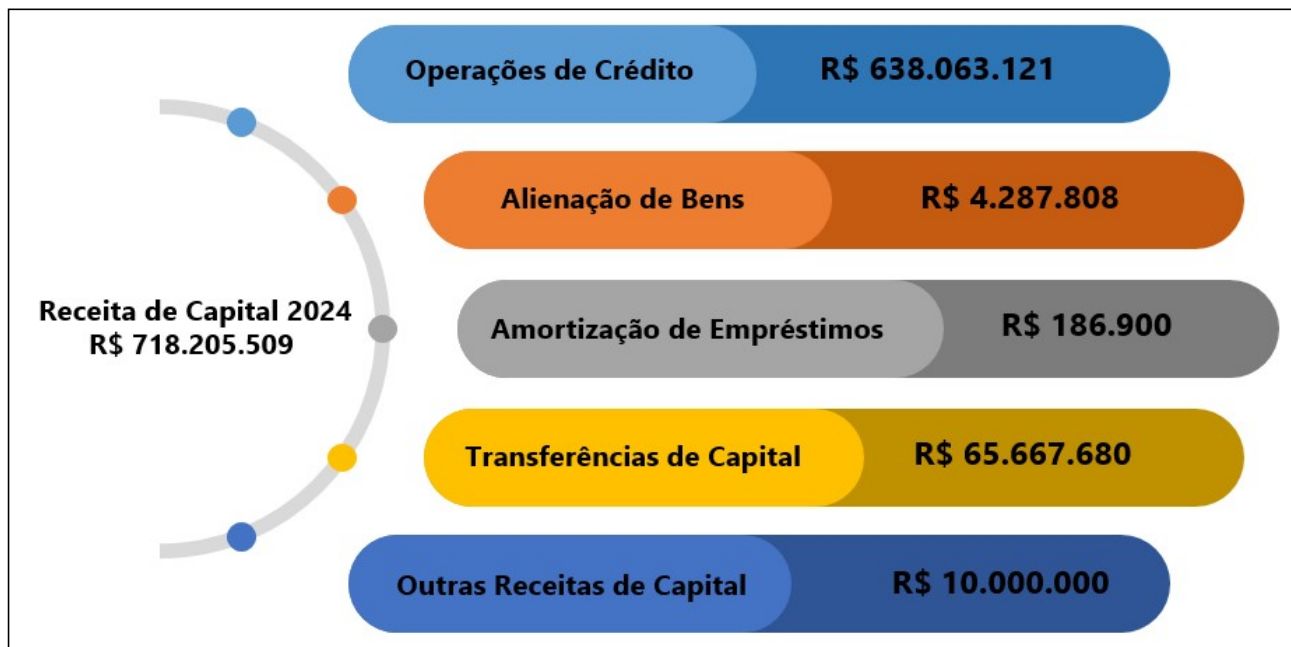 Operações de Crédito R$ 638.063.121
Alienação de Bens R$ 4.287.808
Receita de Capital 2024
R$ 718.205.509
Amortização de Empréstimos R$ 186.900
Transferências de Capital R$ 65.667.680
Outras Receitas de Capital R$ 10.000.000